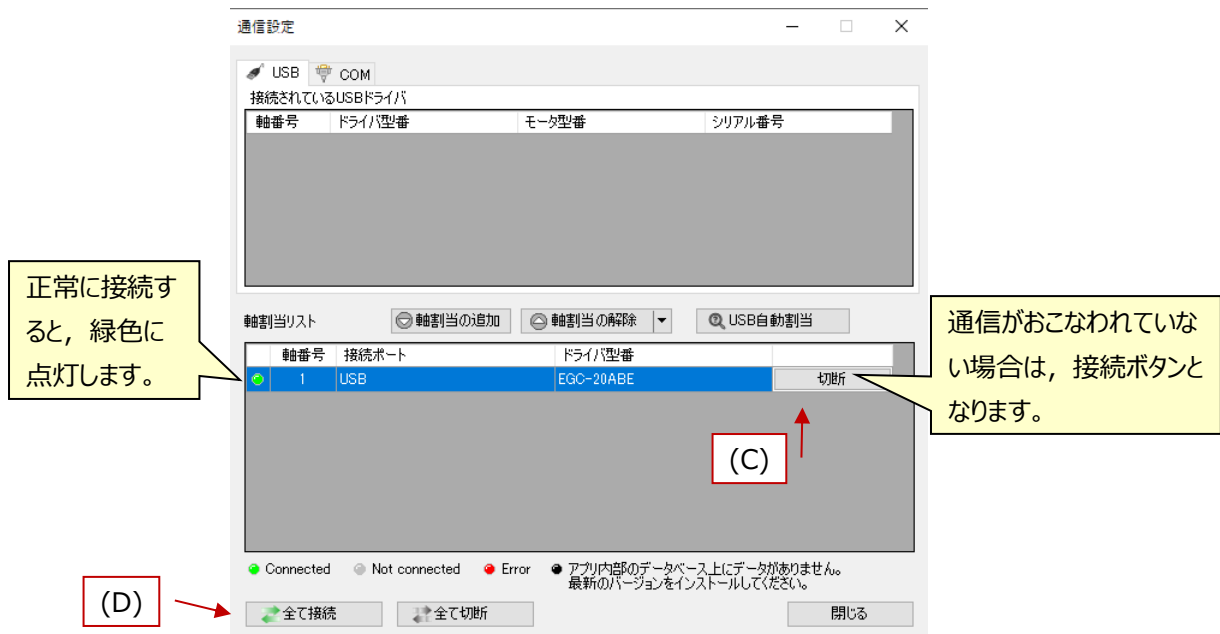 通信設定
USB COM
接続されているUSBドライバ
軸番号 ドライバ型番 モータ型番 シリアル番号
正常に接続す
ると，緑色に
点灯します。
軸割当リスト 軸割当の追加 軸割当の解除 USB自動割当
通信がおこなわれていな
い場合は，接続ボタンと
なります。
軸番号 接続ポート ドライバ型番
1 USB EGC-20ABE 切断
(C)
Connected Not connected Error アプリ内部のデータベース上にデータがありません。
最新のバージョンをインストールしてください。
(D)
全て接続 全て切断 閉じる